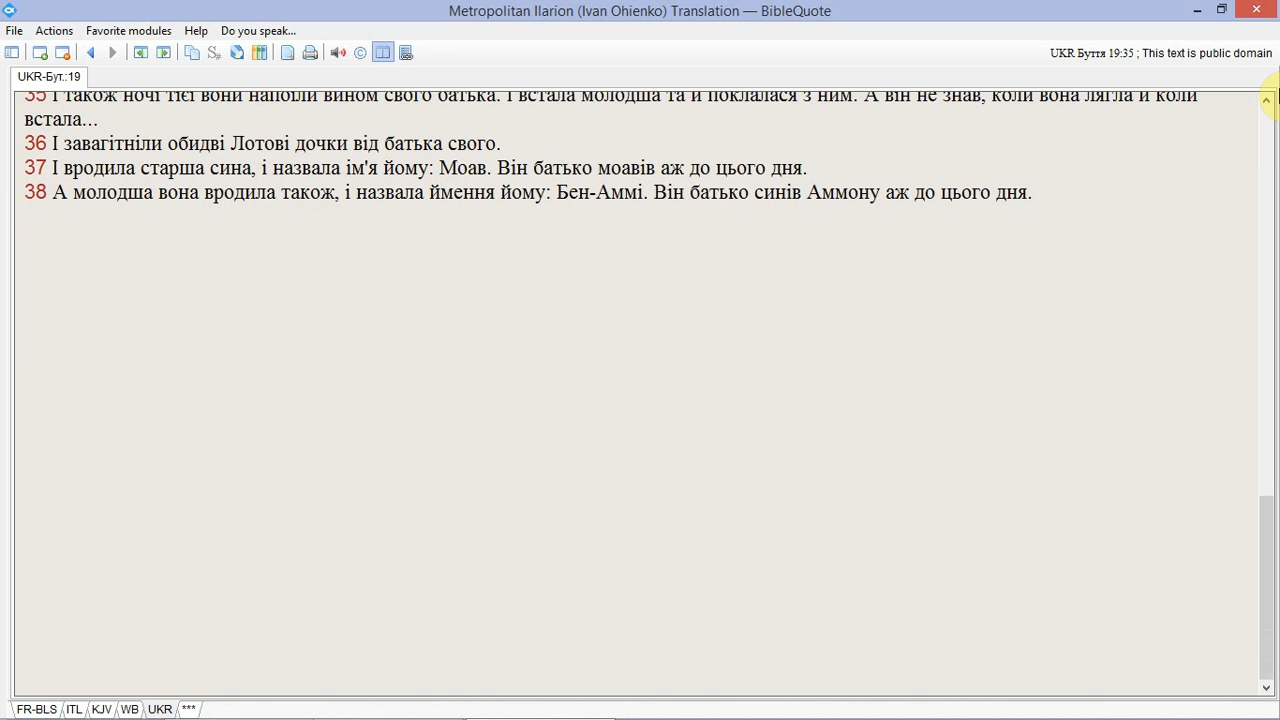 Metropolitan Ilarion (Ivan Ohienko) Translation — BibleQuote
File Actions Favorite modules Help Do you speak...
UKR Буття 19:35 ; This text is public domain
UKR-Бут.:19
35 І також ночі тієї вони напоїли вином свого батька. І встала молодша та й поклалася з ним. А він не знав, коли вона лягла й коли
встала...
36 І завагітніли обидві Лотові дочки від батька свого.
37 І вродила старша сина, і назвала ім'я йому: Моав. Він батько моавів аж до цього дня.
38 А молодша вона вродила також, і назвала ймення йому: Бен-Аммі. Він батько синів Аммону аж до цього дня.
FR-BLS ITL KJV WB UKR ***